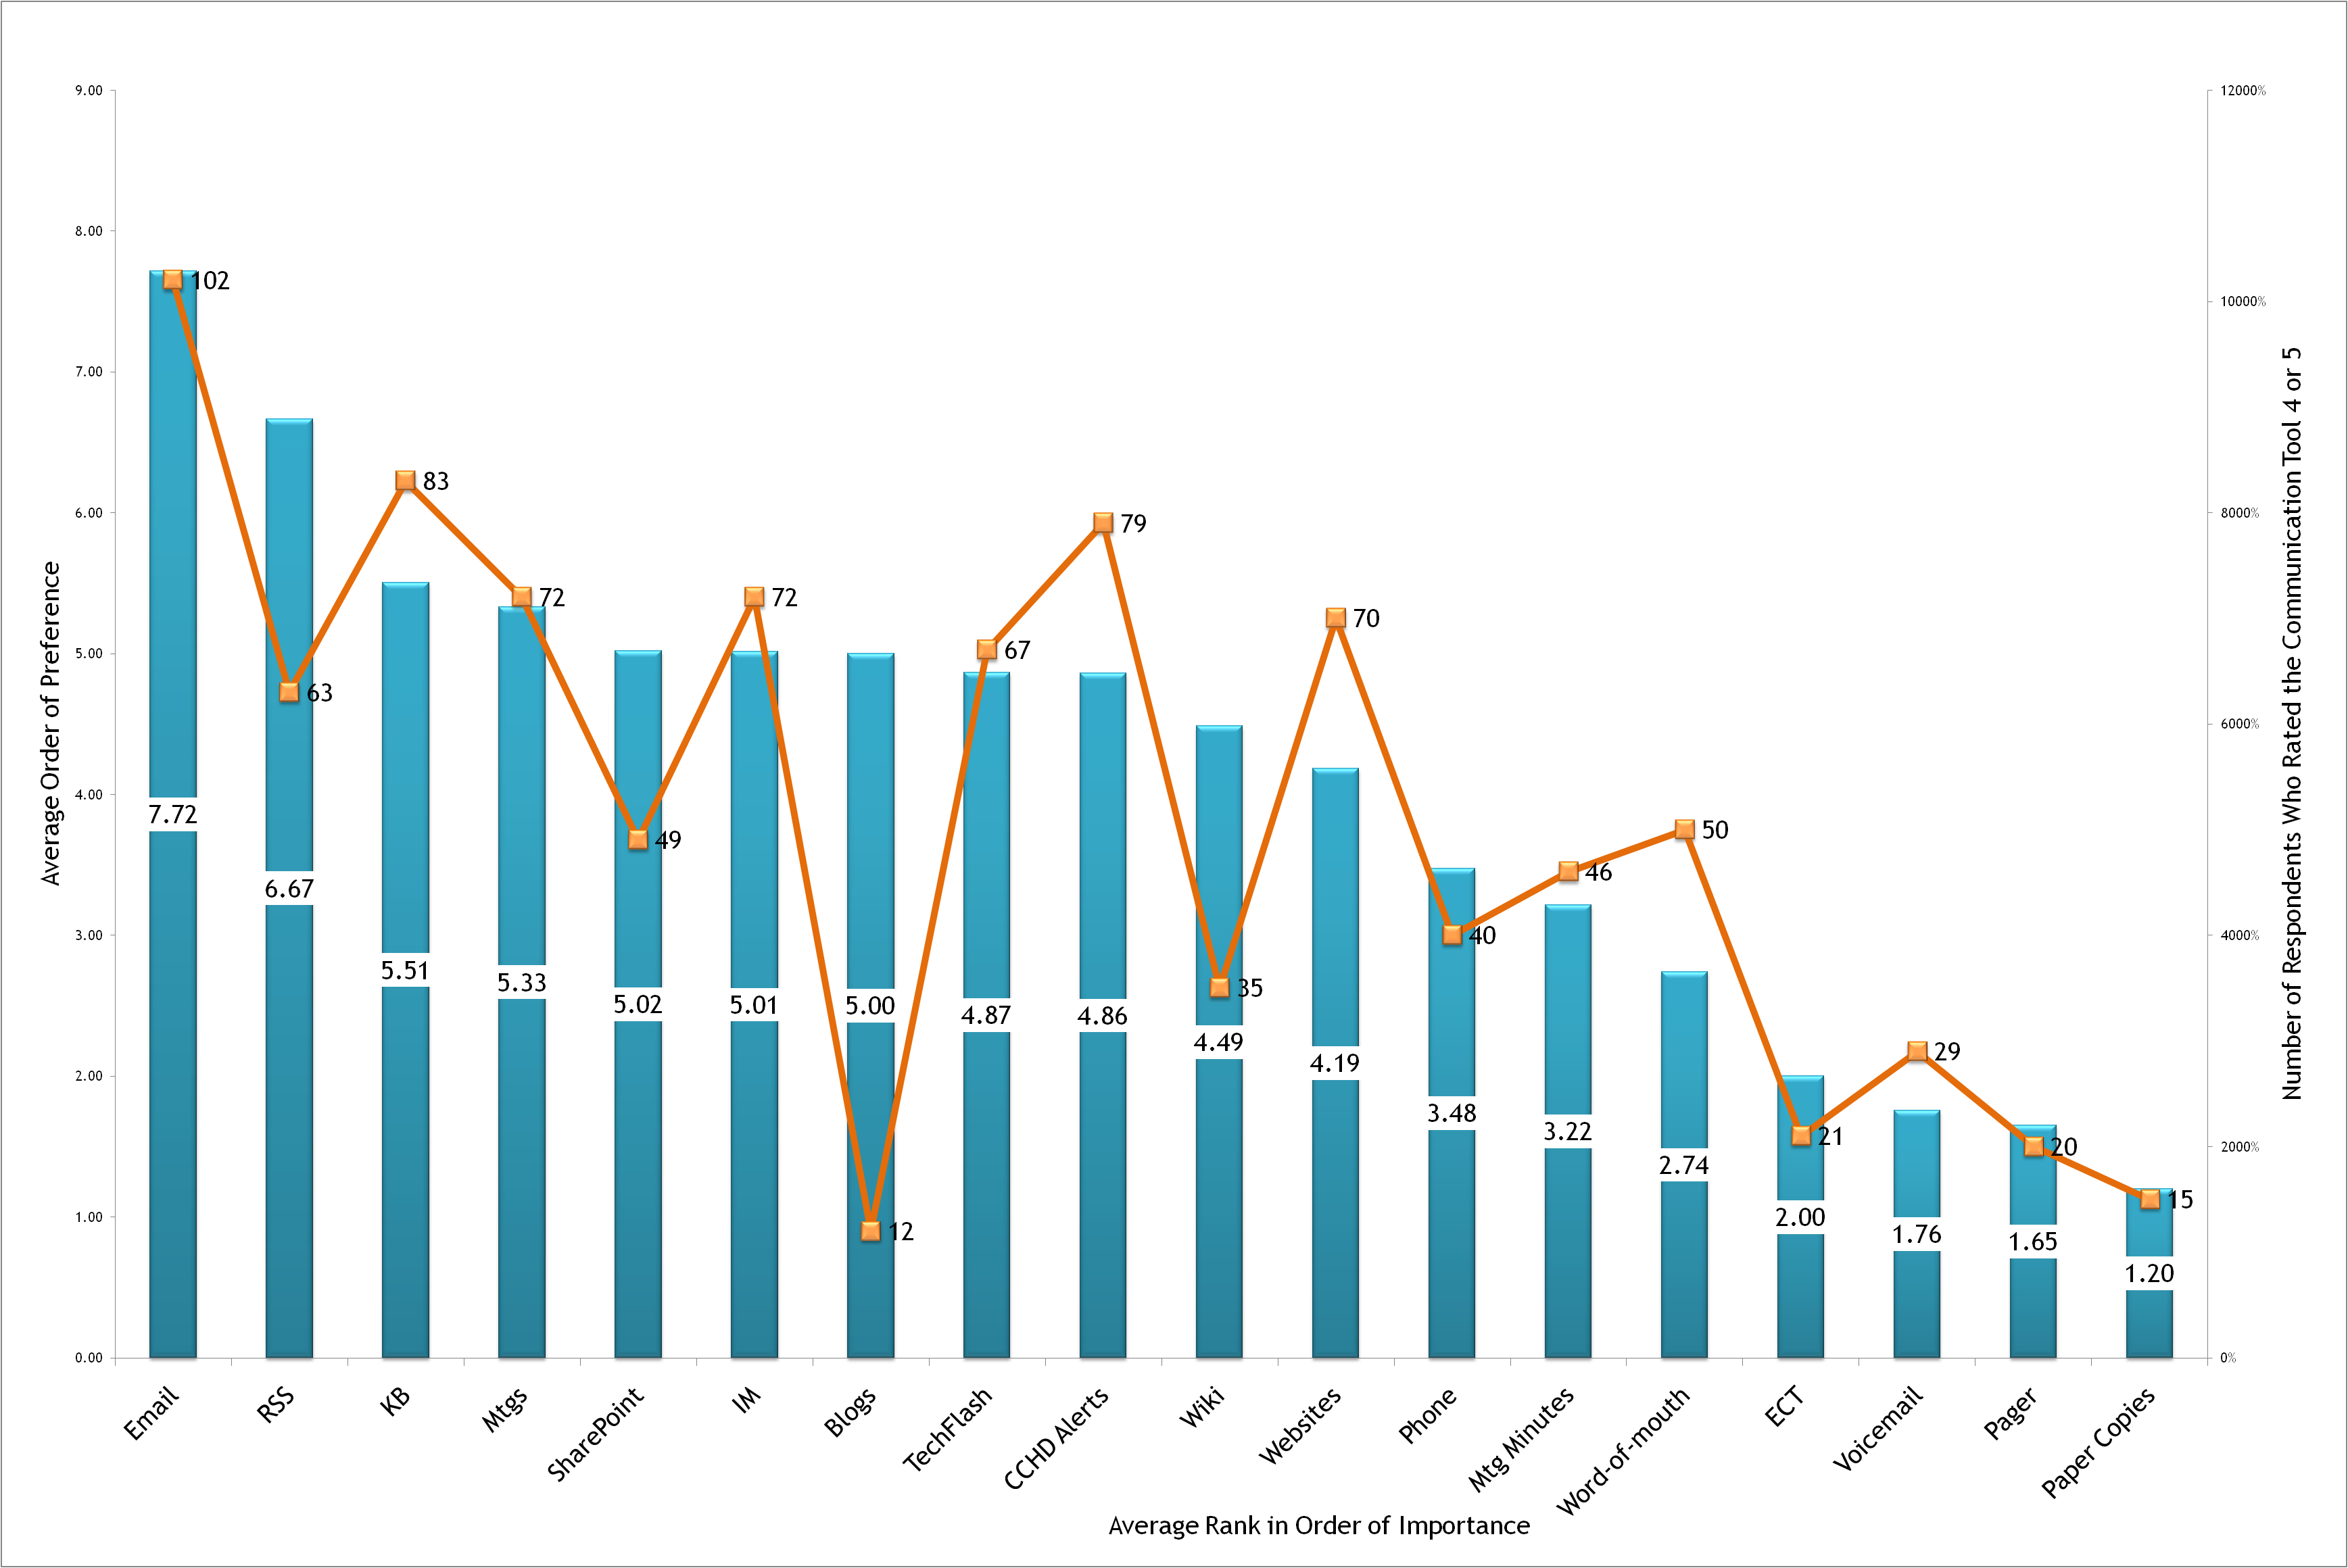 9.00
8.00
7.00
6.00
5.00
4.00
3.00
2.00
1.00
0.00
Average Order of Preference
12000%
10000%
8000%
6000%
4000%
2000%
0%
Number of Respondents Who Rated the Communication Tool 4 or 5
102
63
83
72
49
72
12
67
79
35
70
40
46
50
21
29
20
15
7.72
6.67
5.51
5.33
5.02
5.01
5.00
4.87
4.86
4.49
4.19
3.48
3.22
2.74
2.00
1.76
1.65
1.20
Email
RSS
KB
Mtgs
SharePoint
IM
Blogs
TechFlash
CCHD Alerts
Wiki
Websites
Phone
Mtg Minutes
Word-of-mouth
ECT
Voicemail
Pager
Paper Copies
Average Rank in Order of Importance